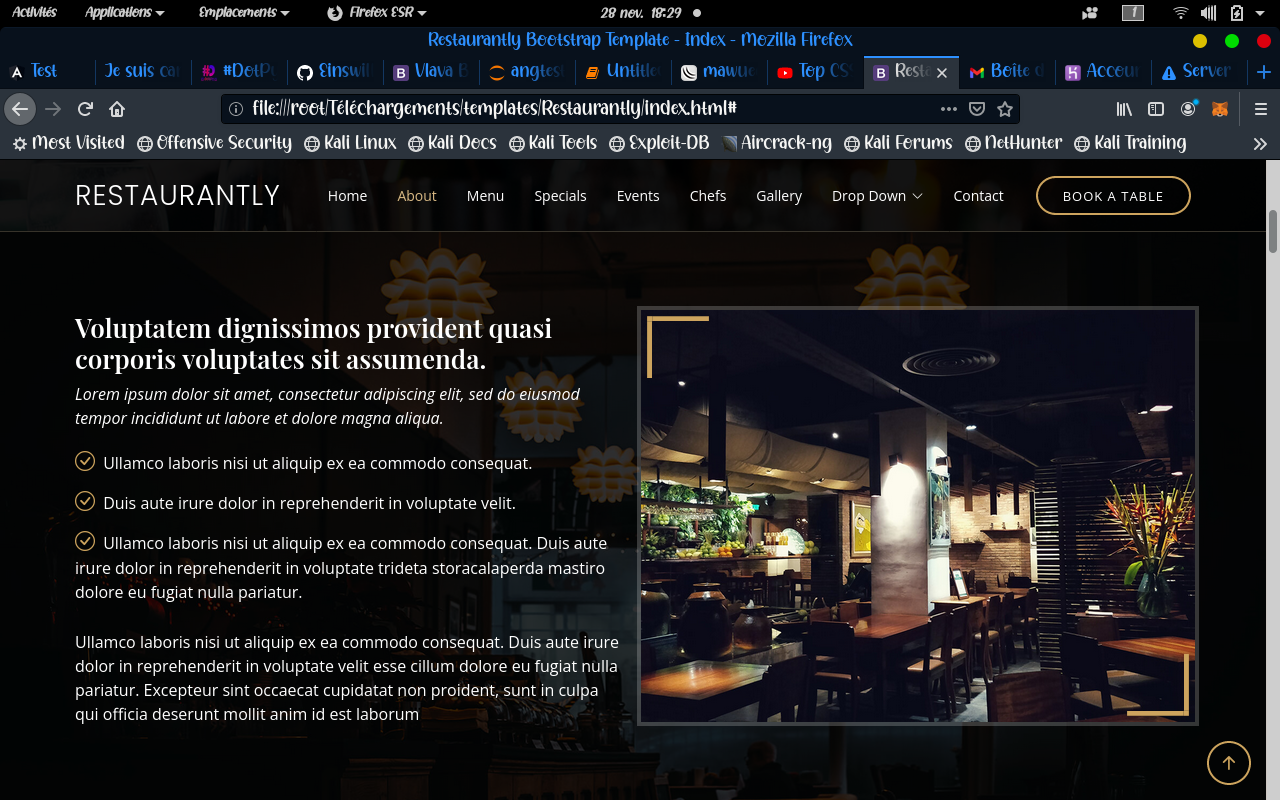 Activités Applications Emplacements Firefox ESR 28 nov. 18:29 1
Restaurantly Bootstrap Template - Index - Mozilla Firefox
Test Je suis ca #DotP Einswi Vlava B angtes Untitle mawu Top CS Resta Boîte d Accou Server
file:///root/Téléchargements/templates/Restaurantly/index.html#
Most Visited Offensive Security Kali Linux Kali Docs Kali Tools Exploit-DB Aircrack-ng Kali Forums NetHunter Kali Training
RESTAURANTLY Home About Menu Specials Events Chefs Gallery Drop Down Contact BOOK A TABLE
Voluptatem dignissimos provident quasi
corporis voluptates sit assumenda.
Lorem ipsum dolor sit amet, consectetur adipiscing elit, sed do eiusmod
tempor incididunt ut labore et dolore magna aliqua.
Ullamco laboris nisi ut aliquip ex ea commodo consequat.
Duis aute irure dolor in reprehenderit in voluptate velit.
Ullamco laboris nisi ut aliquip ex ea commodo consequat. Duis aute
irure dolor in reprehenderit in voluptate trideta storacalaperda mastiro
dolore eu fugiat nulla pariatur.
Ullamco laboris nisi ut aliquip ex ea commodo consequat. Duis aute irure
dolor in reprehenderit in voluptate velit esse cillum dolore eu fugiat nulla
pariatur. Excepteur sint occaecat cupidatat non proident, sunt in culpa
qui officia deserunt mollit anim id est laborum